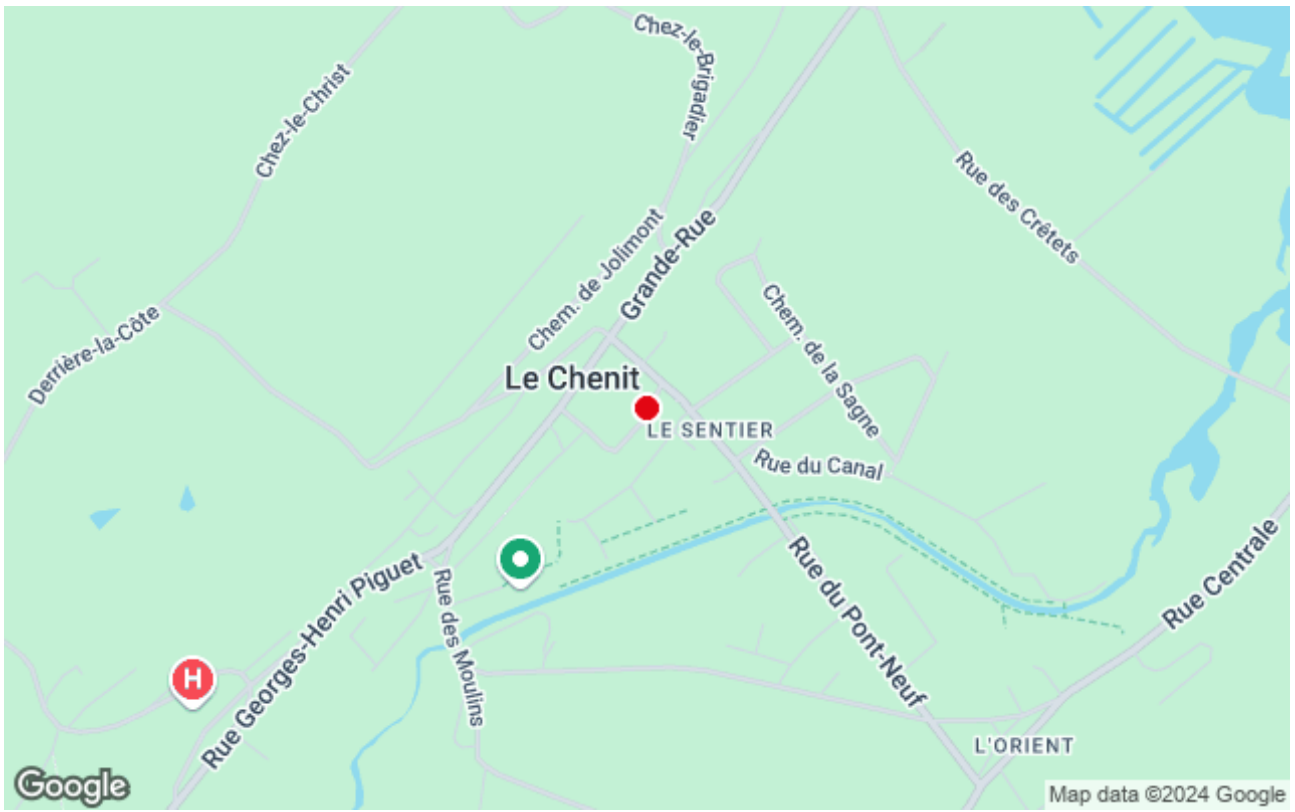 Chez-le-Brigadier
Chez-le-Christ
Rue des Crêtets
Chem. de Jolimont
Grande-Rue
Chem. de la Sagne
Derrière-la-Côte
Le Chenit
LE SENTIER
Rue du Canal
Rue Centrale
Rue du Pont-Neuf
Rue Georges-Henri Piguet
Rue des Moulins
H
L'ORIENT
Google
Map data ©2024 Google